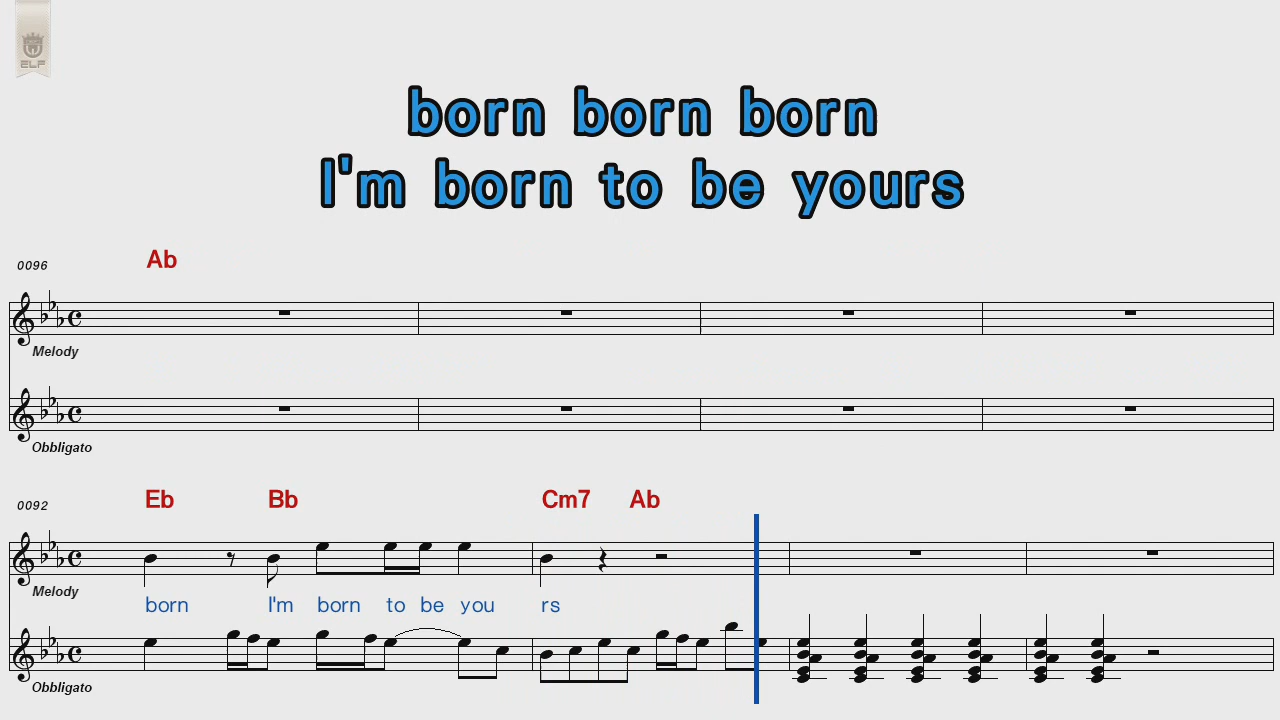 ELF
born born born
I'm born to be yours
0096
Ab
Melody
Obbligato
0092
Eb Bb Cm7 Ab
Melody
born I'm born to be you rs
Obbligato